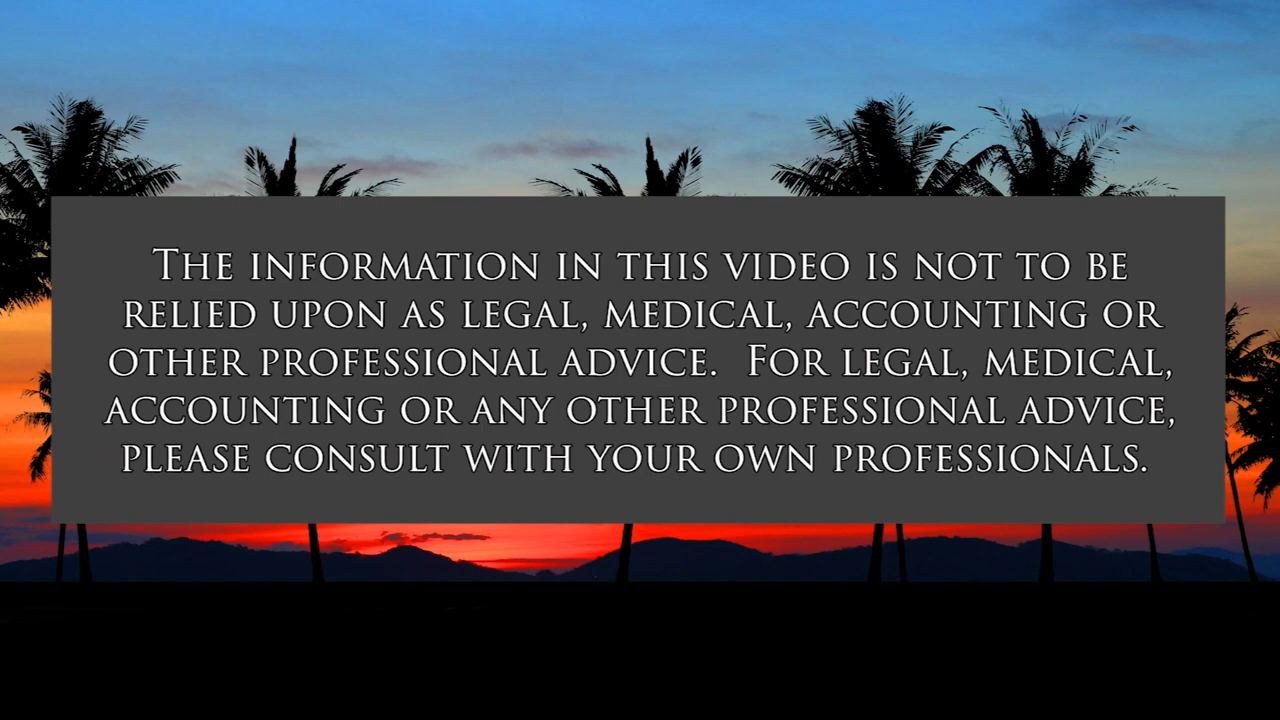 The information in this video is not to be
relied upon as legal, medical, accounting or
other professional advice.  For legal, medical,
accounting or any other professional advice,
please consult with your own professionals.